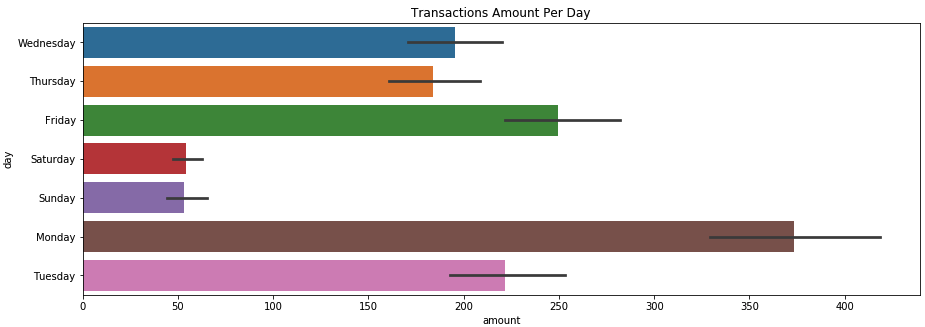 Transactions Amount Per Day
day
Wednesday
Thursday
Friday
Saturday
Sunday
Monday
Tuesday
0 50 100 150 200 250 300 350 400
amount